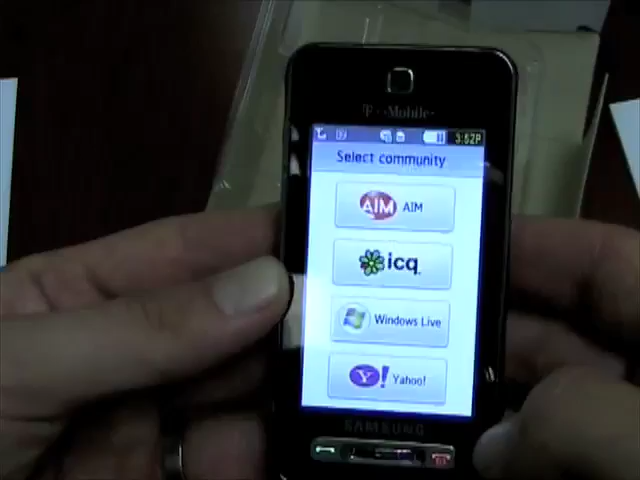 T··Mobile·
3:52P
Select community
AIM AIM
icq
Windows Live
Y! Yahoo!
SAMSUNG